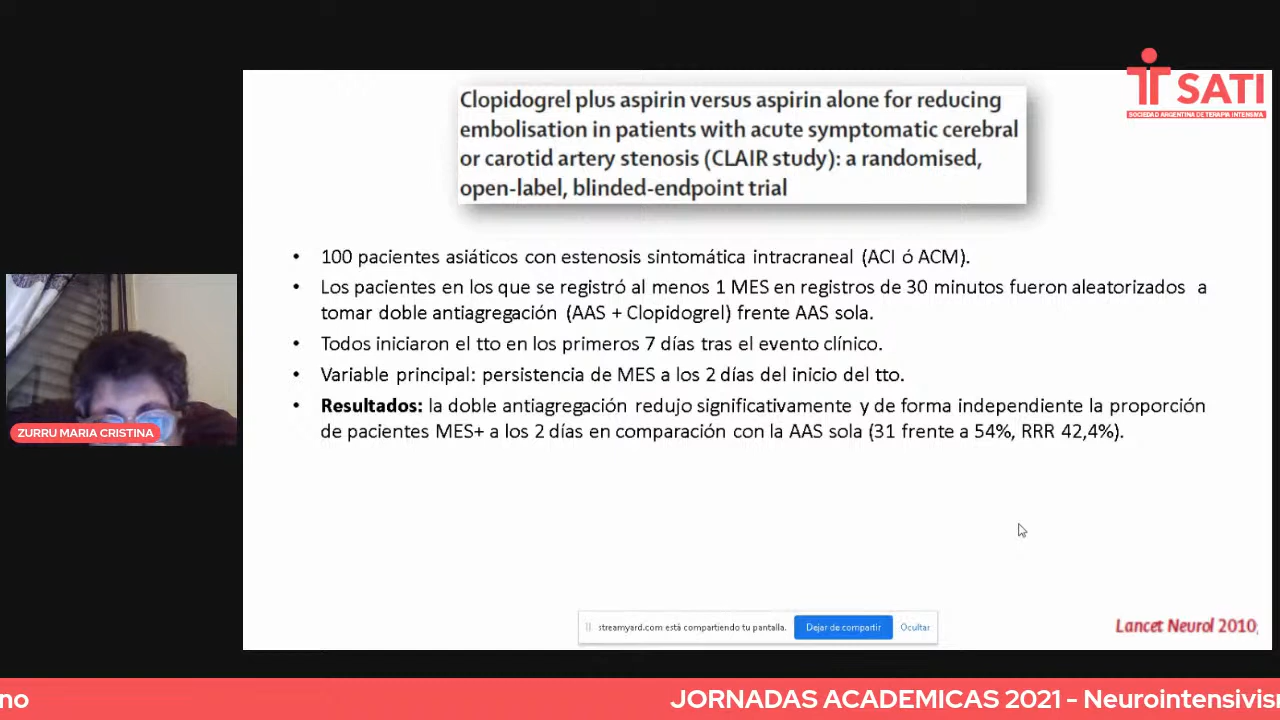 Clopidogrel plus aspirin versus aspirin alone for reducing
embolisation in patients with acute symptomatic cerebral
or carotid artery stenosis (CLAIR study): a randomised,
open-label, blinded-endpoint trial
SATI
SOCIEDAD ARGENTINA DE TERAPIA INTENSIVA
• 100 pacientes asiáticos con estenosis sintomática intracraneal (ACI ó ACM).
• Los pacientes en los que se registró al menos 1 MES en registros de 30 minutos fueron aleatorizados a
tomar doble antiagregación (AAS + Clopidogrel) frente AAS sola.
• Todos iniciaron el tto en los primeros 7 días tras el evento clínico.
• Variable principal: persistencia de MES a los 2 días del inicio del tto.
• Resultados: la doble antiagregación redujo significativamente y de forma independiente la proporción
de pacientes MES+ a los 2 días en comparación con la AAS sola (31 frente a 54%, RRR 42,4%).
ZURRU MARIA CRISTINA
streamyard.com está compartiendo tu pantalla. Dejar de compartir Ocultar
Lancet Neurol 2010;
no JORNADAS ACADEMICAS 2021 - Neurointensivis